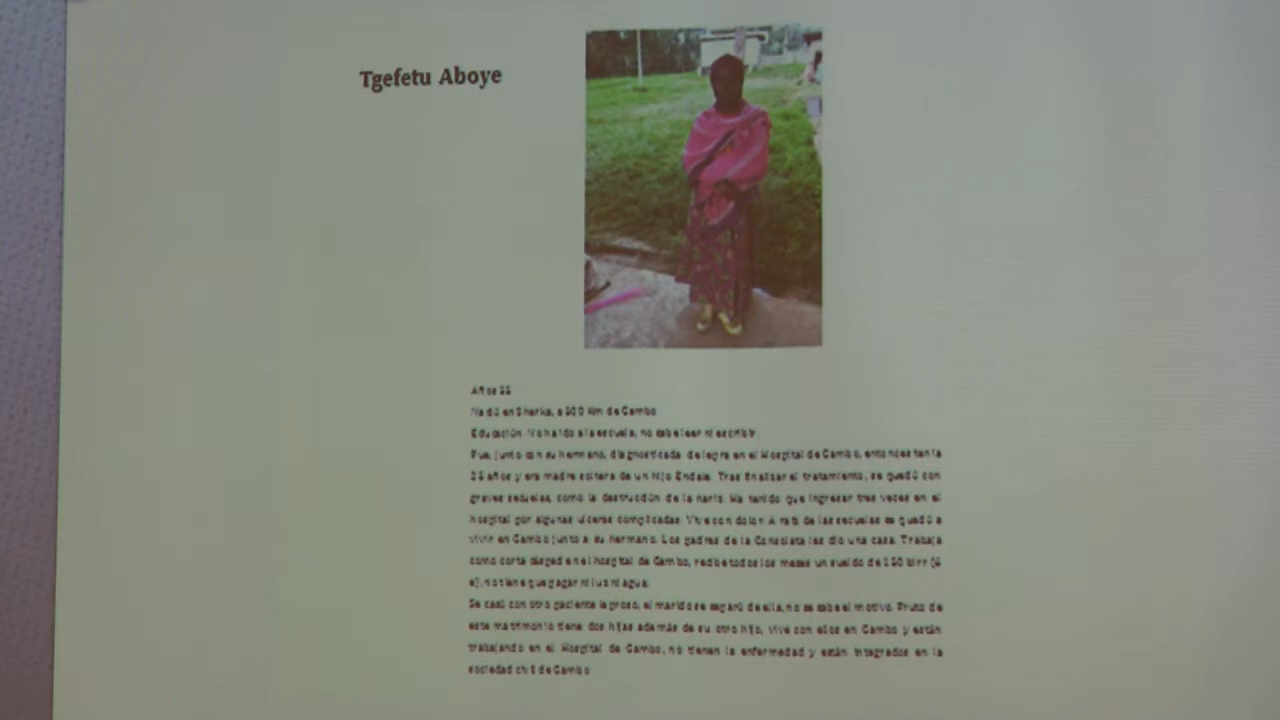 Tgefetu Aboye
Años
Nació en Sherka, a 300 km de Gambo
Educación: No ha ido a la escuela, no sabe leer ni escribir.
Fue, junto con su hermano, diagnosticada de lepra en el Hospital de Gambo, entonces tenía
25 años y era madre soltera de un hijo Endale. Tras finalizar el tratamiento, se quedó con
graves secuelas, como la destrucción de la nariz. Ha tenido que ingresar tres veces en el
hospital por algunas ulceras complicadas. Vive con dolor. A raíz de las secuelas se quedó a
vivir en Gambo junto a su hermano. Los padres de la Consolata les dio una casa. Trabaja
como corta césped en el hospital de Gambo, recibe todos los meses un sueldo de 150 birr (6
e), no tiene que pagar ni luz ni agua.
Se casó con otro paciente leproso, el marido se separó de ella, no se sabe el motivo. Fruto de
este matrimonio tiene dos hijas además de su otro hijo, vive con ellos en Gambo y están
trabajando en el Hospital de Gambo, no tienen la enfermedad y están integrados en la
sociedad civil de Gambo